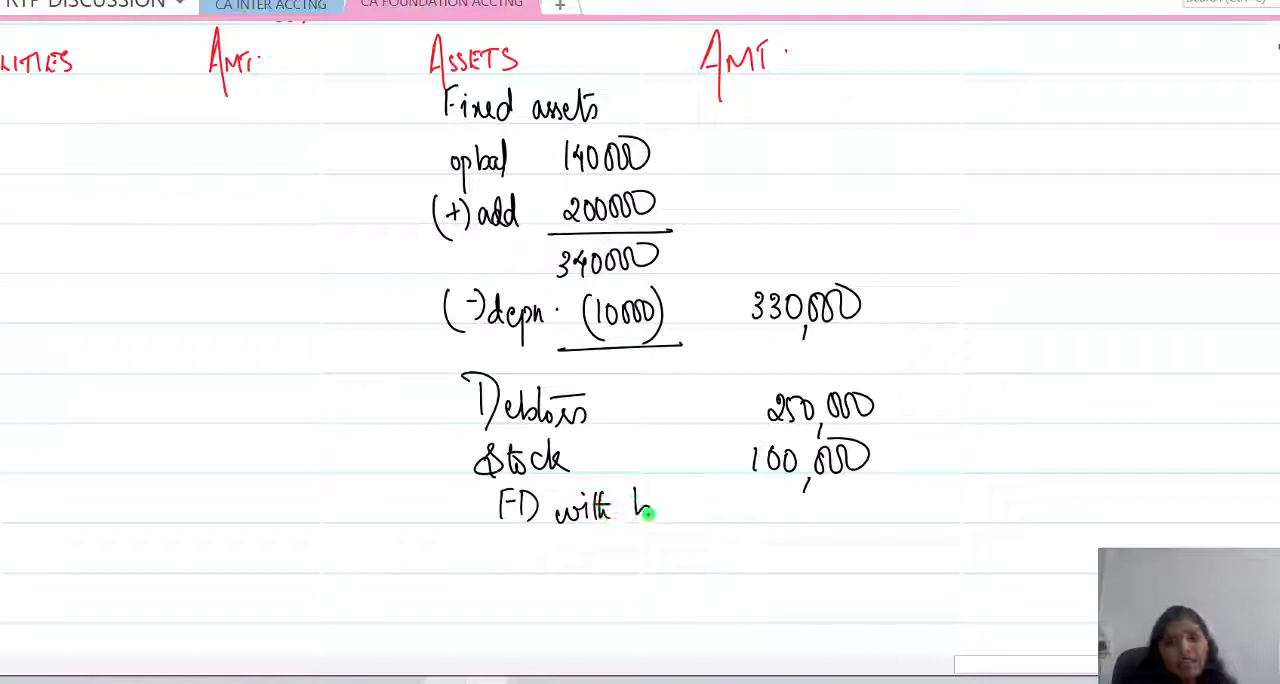 RTP DISCUSSION
CA INTER ACCTNG
CA FOUNDATION ACCTNG
LITIES AMT. ASSETS AMT.
Fixed assets
op bal 140000
(+) add 200000
340000
(-) depn. (10000) 330,000
Debtors 250,000
Stock 100,000
FD with b